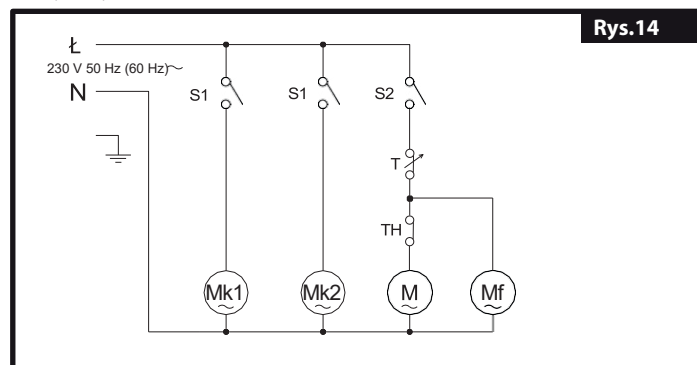 Rys.14
Ł
230 V 50 Hz (60 Hz)~
N
S1 S1 S2
T
TH
Mk1 Mk2 M Mf